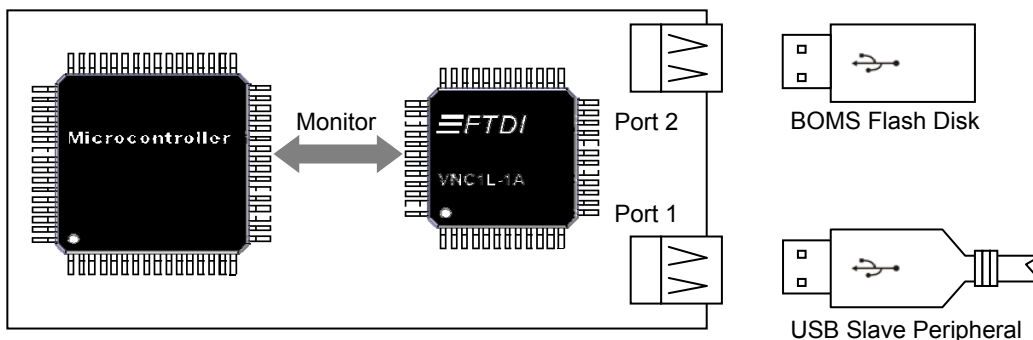 Microcontroller
Monitor
FTDI
VNC1L-1A
Port 2
Port 1
BOMS Flash Disk
USB Slave Peripheral